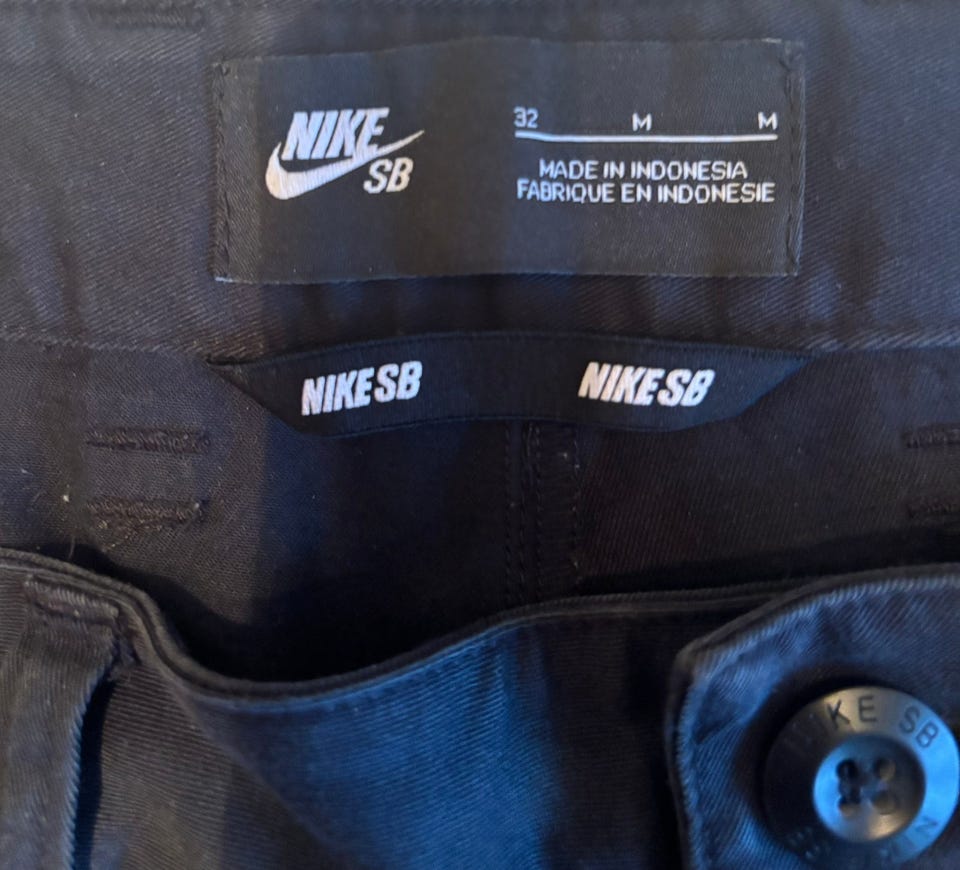 NIKE
SB
32 M M
MADE IN INDONESIA
FABRIQUE EN INDONESIE
NIKE SB NIKE SB
NIKE SB